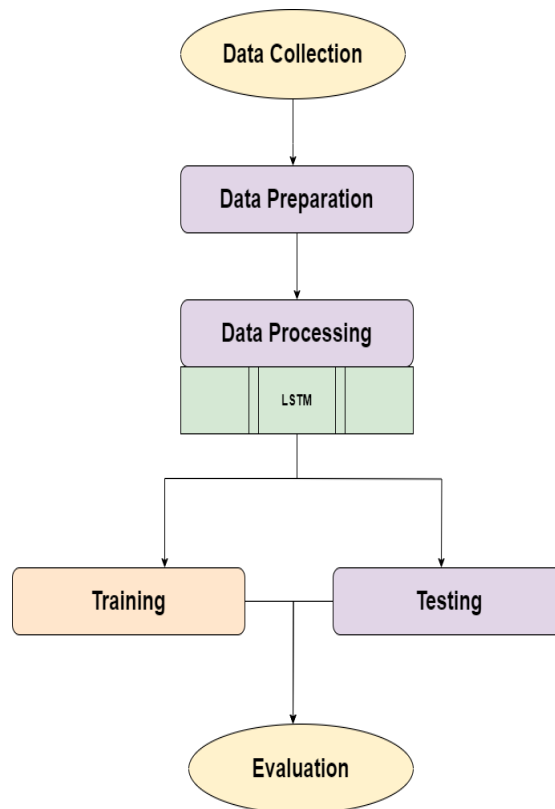 Data Collection
Data Preparation
Data Processing
LSTM
Training
Testing
Evaluation